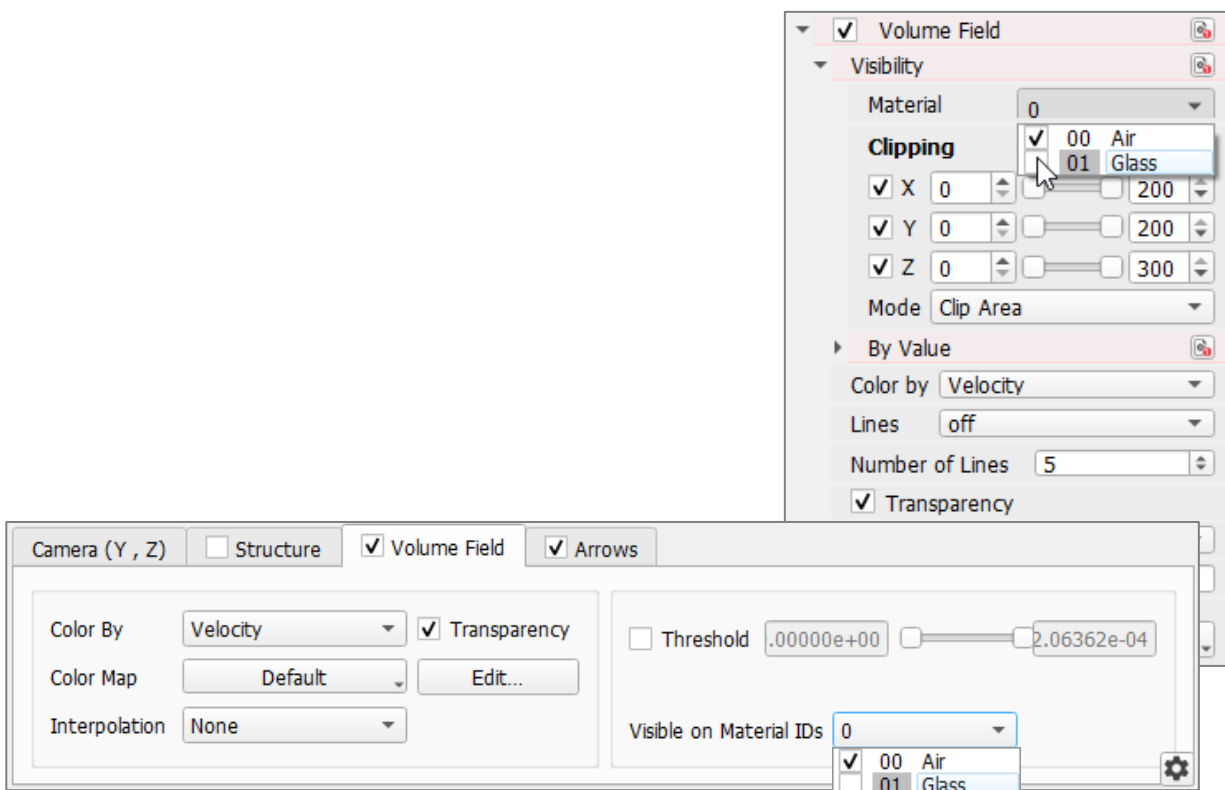 Volume Field
Visibility
Material 0
00 Air
Clipping
01 Glass
X 0 200
Y 0 200
Z 0 300
Mode Clip Area
By Value
Color by Velocity
Lines off
Number of Lines 5
Transparency
Camera (Y , Z) Structure Volume Field Arrows
Color By Velocity Transparency
Threshold .00000e+00 2.06362e-04
Color Map Default Edit...
Interpolation None
Visible on Material IDs 0
00 Air
01 Glass